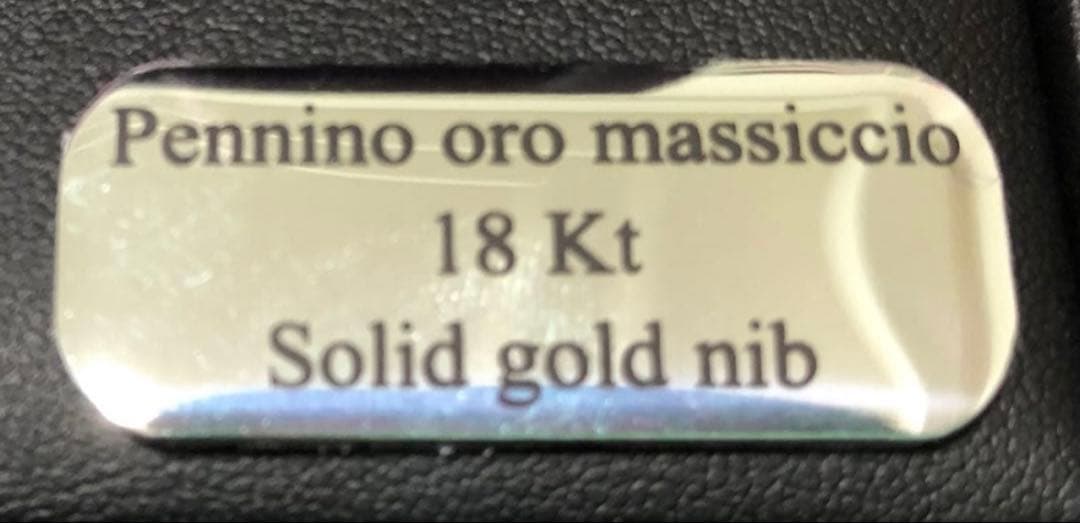 Pennino oro massiccio
18 Kt
Solid gold nib